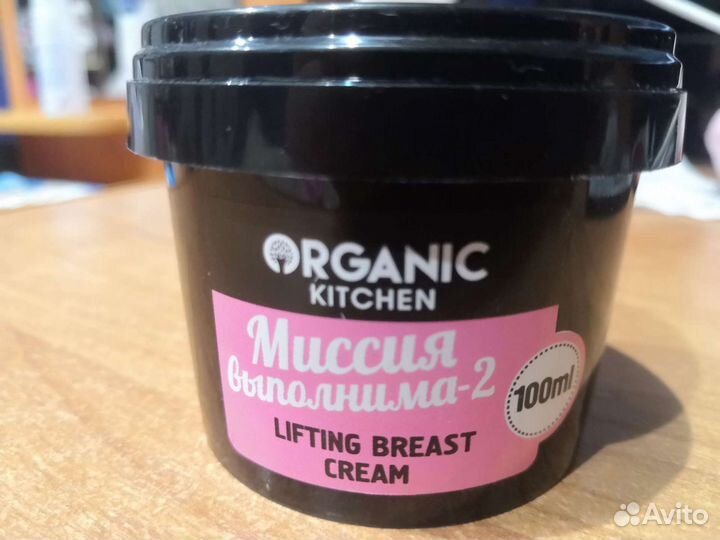 ORGANIC
KITCHEN
Миссия
выполнима-2
100ml
LIFTING BREAST
CREAM
Avito